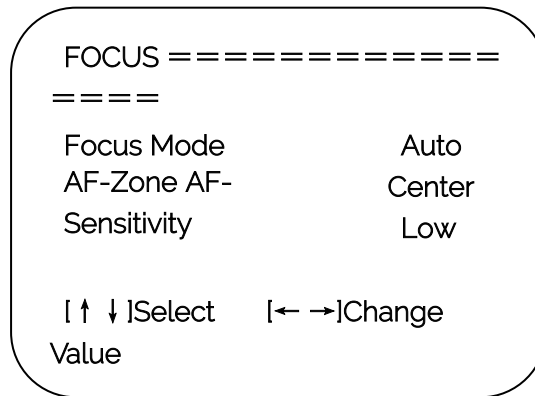 FOCUS =============
====
Focus Mode Auto
AF-Zone AF- Center
Sensitivity Low
[↑ ↓]Select [← →]Change
Value